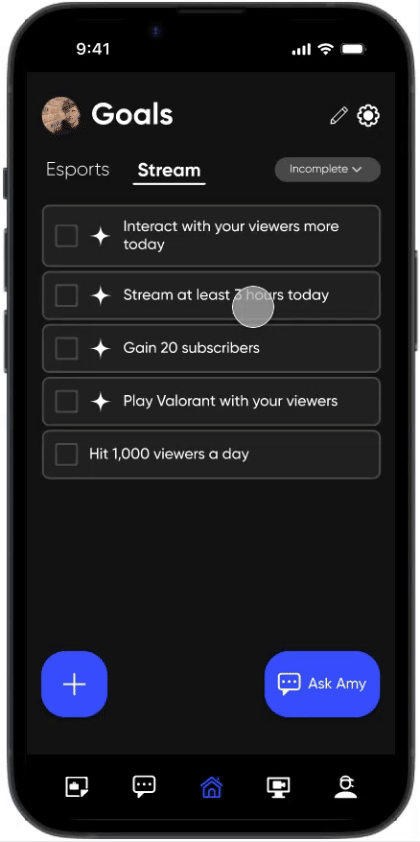 9:41
Goals
Esports
Stream
Incomplete
Interact with your viewers more
today
Stream at least 3 hours today
Gain 20 subscribers
Play Valorant with your viewers
Hit 1,000 viewers a day
Ask Amy